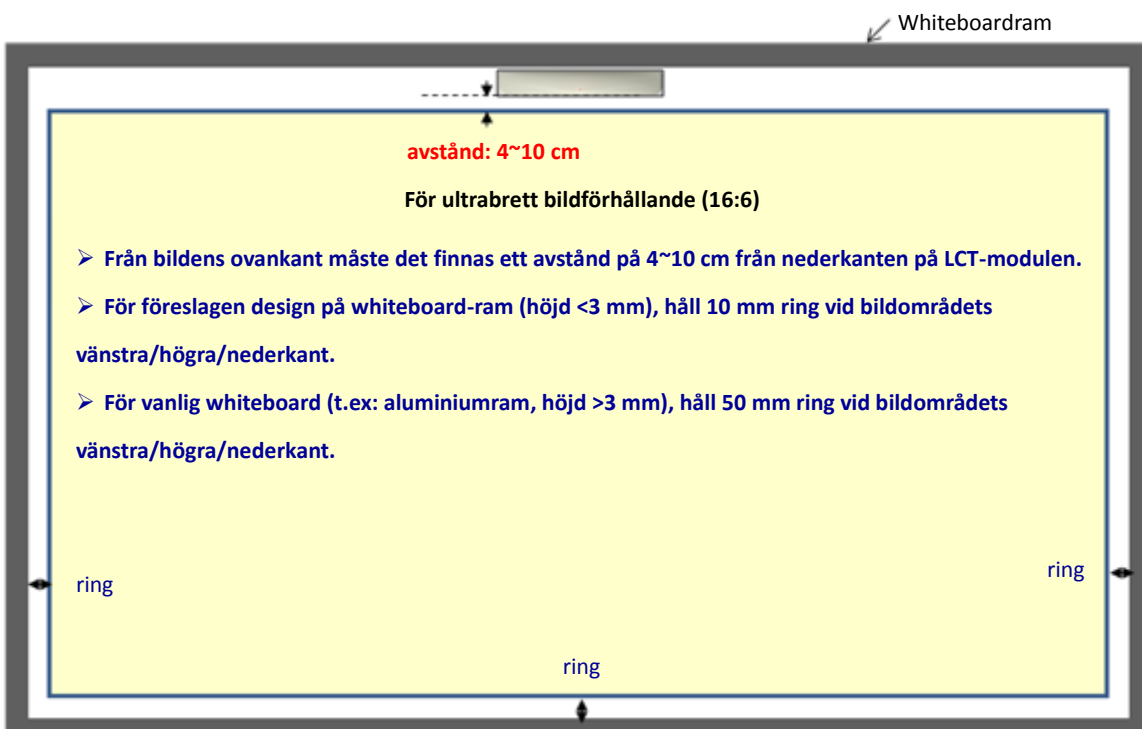 Whiteboardram
avstånd: 4~10 cm
För ultrabrett bildförhållande (16:6)
➢ Från bildens ovankant måste det finnas ett avstånd på 4~10 cm från nederkanten på LCT-modulen.
➢ För föreslagen design på whiteboard-ram (höjd <3 mm), håll 10 mm ring vid bildområdets
vänstra/högra/nederkant.
➢ För vanlig whiteboard (t.ex: aluminiumram, höjd >3 mm), håll 50 mm ring vid bildområdets
vänstra/högra/nederkant.
ring
ring
ring